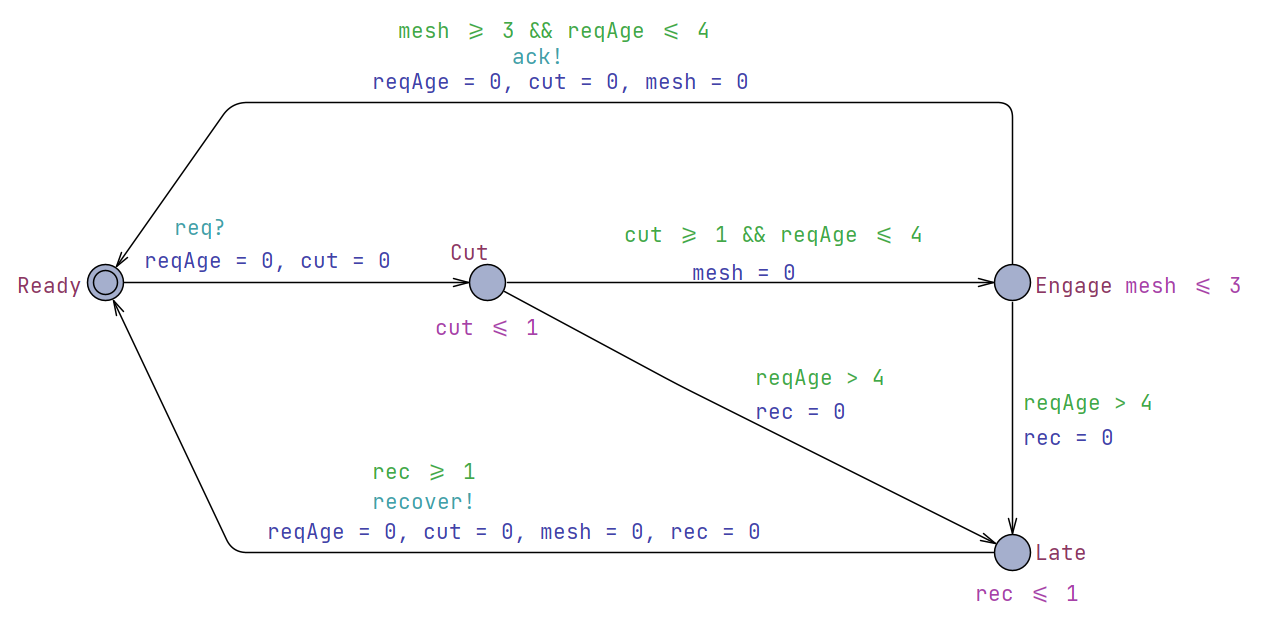 mesh ⩾ 3 && reqAge ⩽ 4
ack!
reqAge = 0, cut = 0, mesh = 0
req?
reqAge = 0, cut = 0
Ready
Cut
cut ⩽ 1
cut ⩾ 1 && reqAge ⩽ 4
mesh = 0
Engage mesh ⩽ 3
reqAge > 4
rec = 0
reqAge > 4
rec = 0
rec ⩾ 1
recover!
reqAge = 0, cut = 0, mesh = 0, rec = 0
Late
rec ⩽ 1